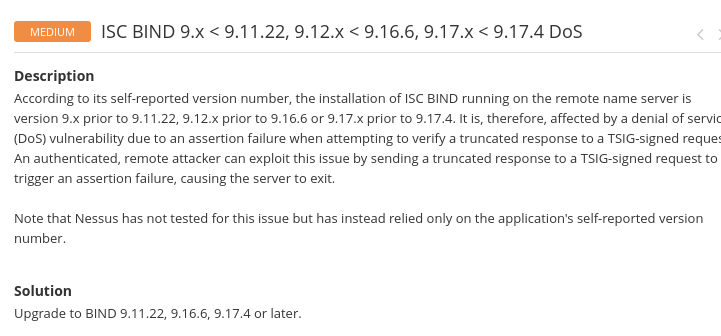 MEDIUM ISC BIND 9.x < 9.11.22, 9.12.x < 9.16.6, 9.17.x < 9.17.4 DoS
Description
According to its self-reported version number, the installation of ISC BIND running on the remote name server is
version 9.x prior to 9.11.22, 9.12.x prior to 9.16.6 or 9.17.x prior to 9.17.4. It is, therefore, affected by a denial of servic
(DoS) vulnerability due to an assertion failure when attempting to verify a truncated response to a TSIG-signed reques
An authenticated, remote attacker can exploit this issue by sending a truncated response to a TSIG-signed request to
trigger an assertion failure, causing the server to exit.
Note that Nessus has not tested for this issue but has instead relied only on the application's self-reported version
number.
Solution
Upgrade to BIND 9.11.22, 9.16.6, 9.17.4 or later.